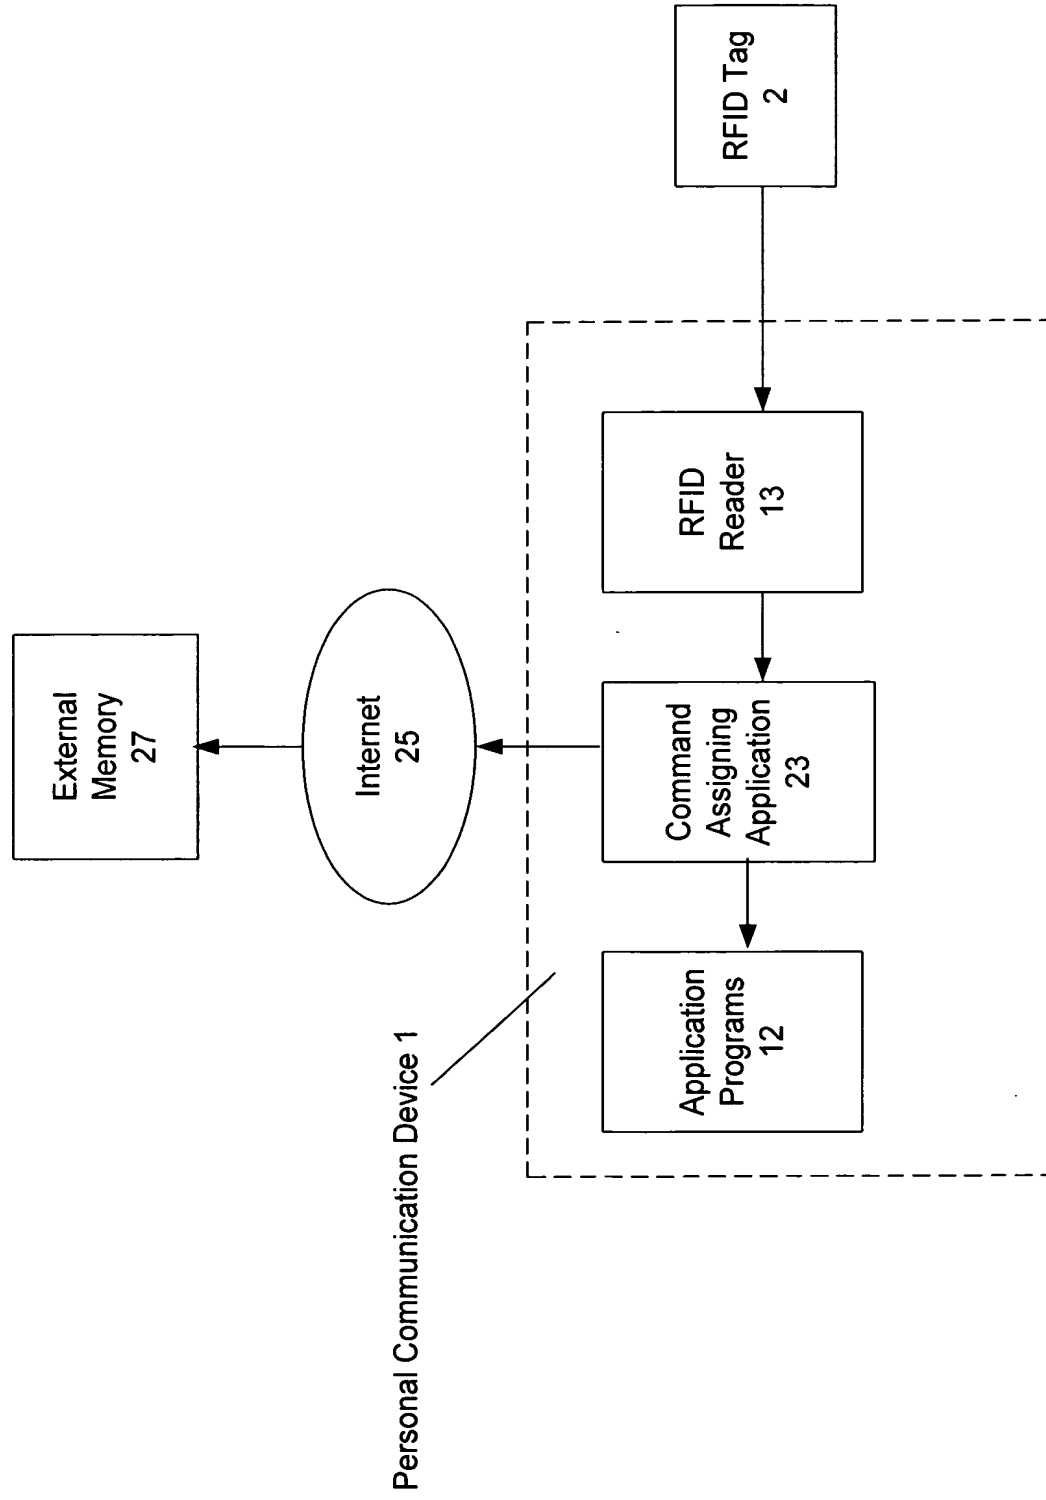 Personal Communication Device 1
Application
Programs
12
External
Memory
27
Internet
25
Command
Assigning
Application
23
RFID
Reader
13
RFID Tag
2